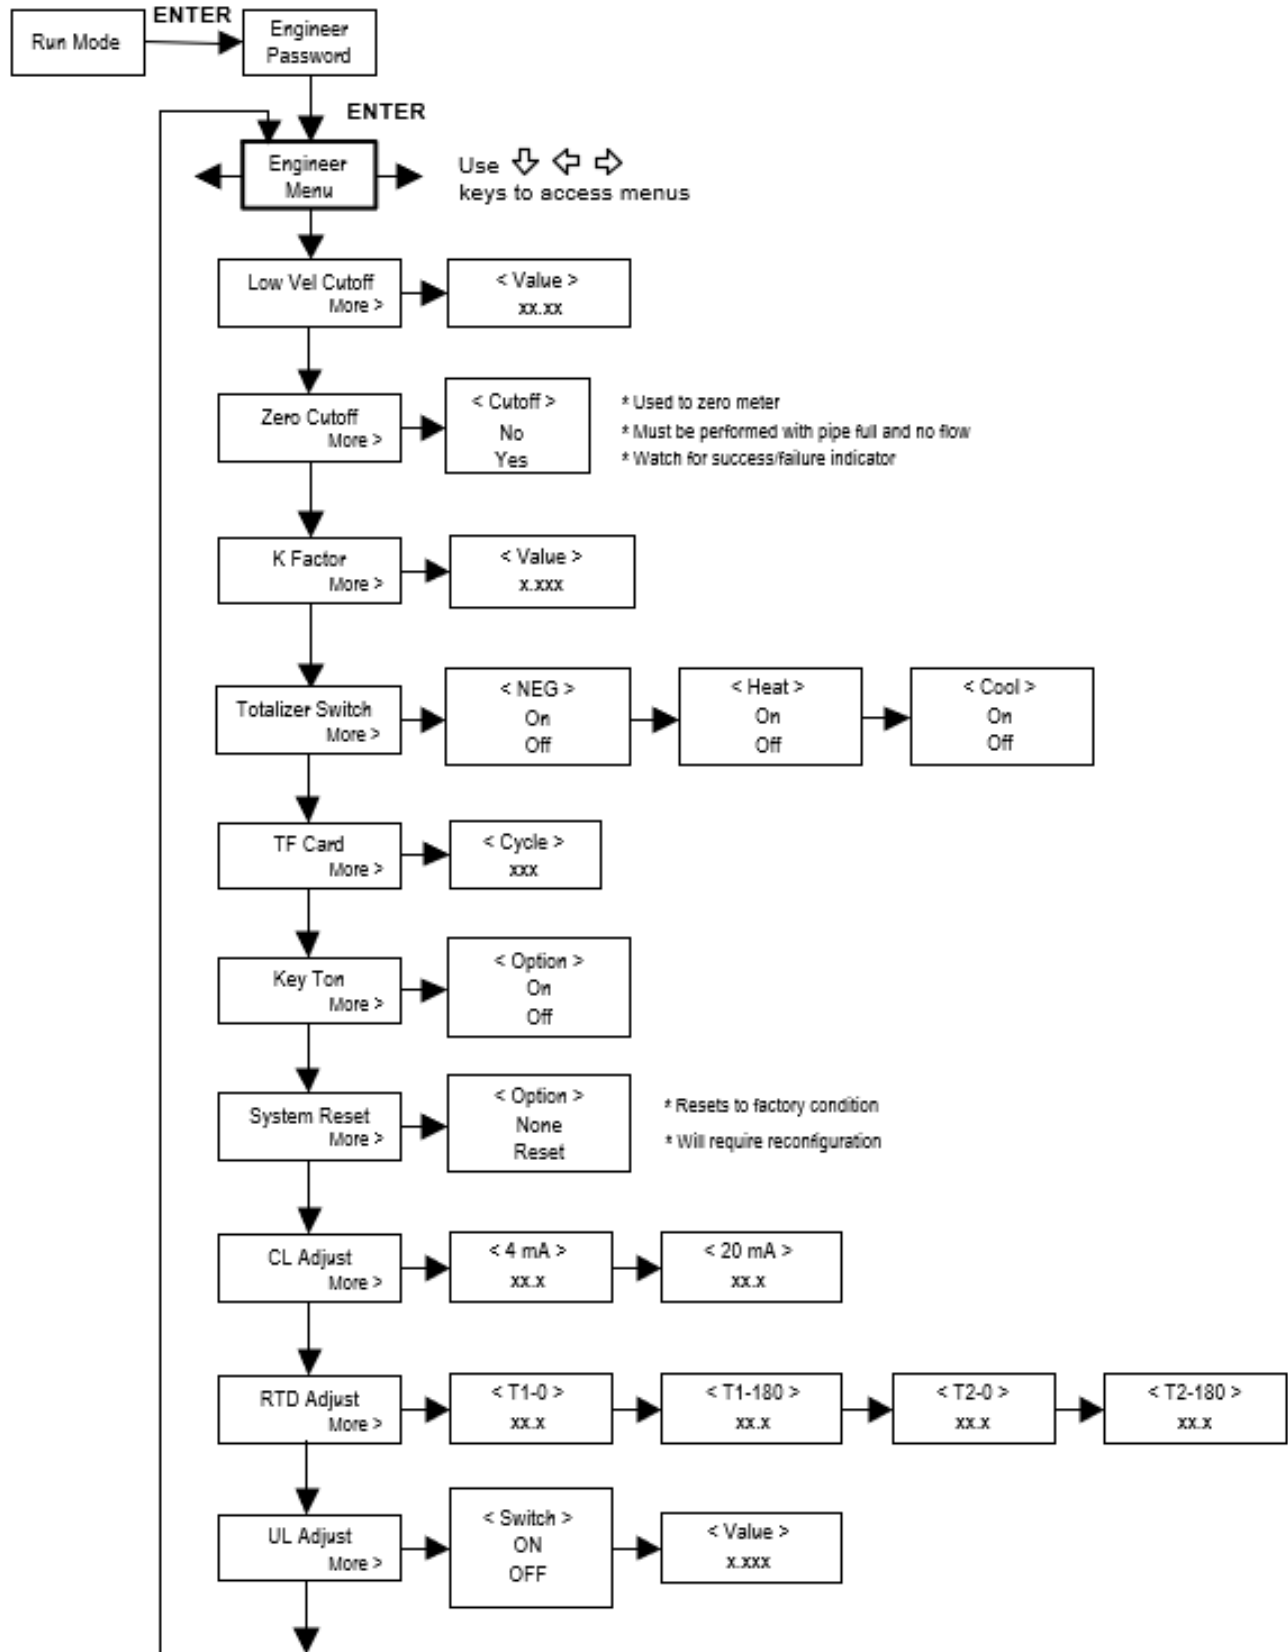 Run Mode
ENTER
Engineer
Password
ENTER
Engineer
Menu
Use
keys to access menus
Low Vel Cutoff
More >
< Value >
xx.xx
Zero Cutoff
More >
< Cutoff >
No
Yes
* Used to zero meter
* Must be performed with pipe full and no flow
* Watch for success/failure indicator
K Factor
More >
< Value >
x.xxx
Totalizer Switch
More >
< NEG >
On
Off
< Heat >
On
Off
< Cool >
On
Off
TF Card
More >
< Cycle >
xxx
Key Ton
More >
< Option >
On
Off
System Reset
More >
< Option >
None
Reset
* Resets to factory condition
* Will require reconfiguration
CL Adjust
More >
< 4 mA >
xx.x
< 20 mA >
xx.x
RTD Adjust
More >
< T1-0 >
xx.x
< T1-180 >
xx.x
< T2-0 >
xx.x
< T2-180 >
xx.x
UL Adjust
More >
< Switch >
ON
OFF
< Value >
x.xxx